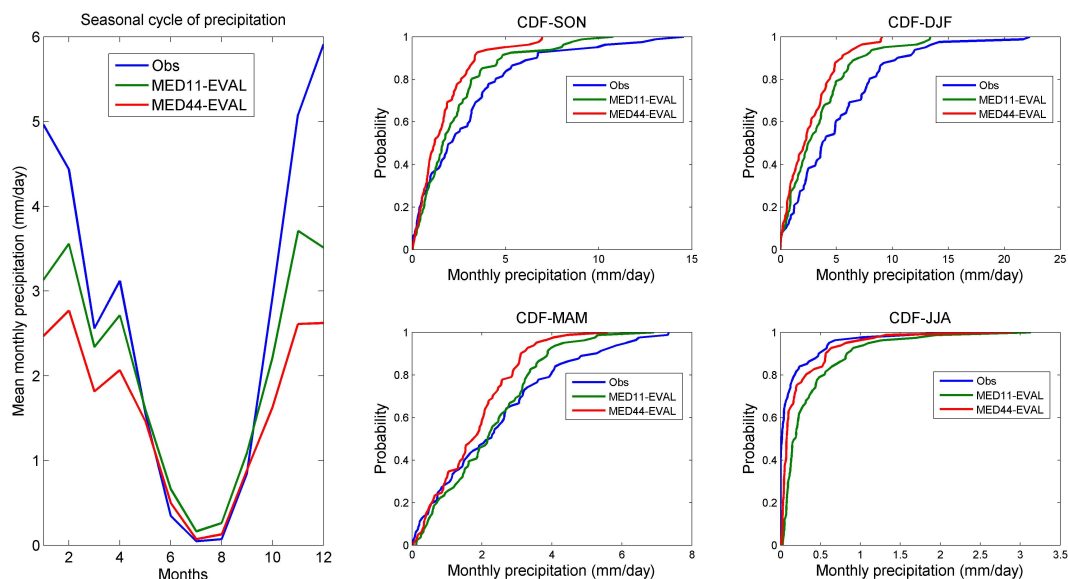 Seasonal cycle of precipitation
6
5
4
3
2
1
0
2
4
6
8
10
12
Mean monthly precipitation (mm/day)
Months
Obs
MED11-EVAL
MED44-EVAL
CDF-SON
1
0.8
0.6
0.4
0.2
0
0
5
10
15
Probability
Monthly precipitation (mm/day)
Obs
MED11-EVAL
MED44-EVAL
CDF-DJF
1
0.8
0.6
0.4
0.2
0
0
5
10
15
20
25
Probability
Monthly precipitation (mm/day)
Obs
MED11-EVAL
MED44-EVAL
CDF-MAM
1
0.8
0.6
0.4
0.2
0
0
2
4
6
8
Probability
Monthly precipitation (mm/day)
Obs
MED11-EVAL
MED44-EVAL
CDF-JJA
1
0.8
0.6
0.4
0.2
0
0
0.5
1
1.5
2
2.5
3
3.5
Probability
Monthly precipitation (mm/day)
Obs
MED11-EVAL
MED44-EVAL